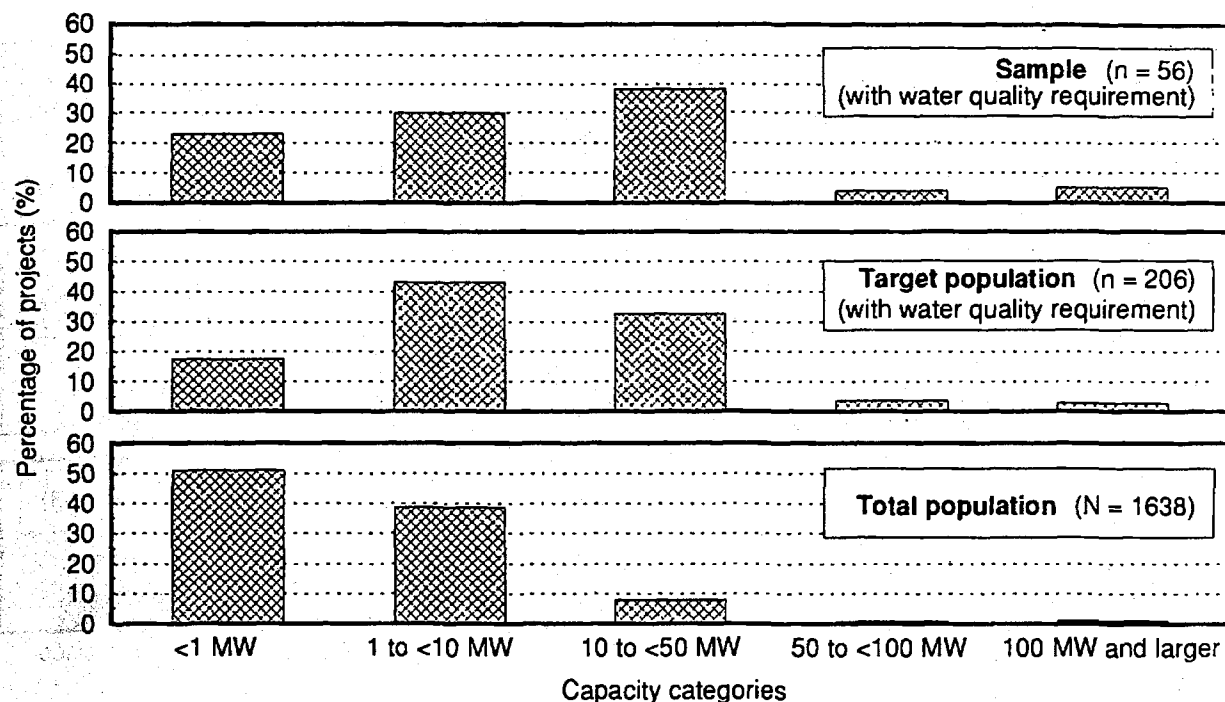 Percentage of projects (%)
60
50
40
30
20
10
0
Sample (n = 56)
(with water quality requirement)
60
50
40
30
20
10
0
Target population (n = 206)
(with water quality requirement)
60
50
40
30
20
10
0
Total population (N = 1638)
<1 MW
1 to <10 MW
10 to <50 MW
50 to <100 MW
100 MW and larger
Capacity categories